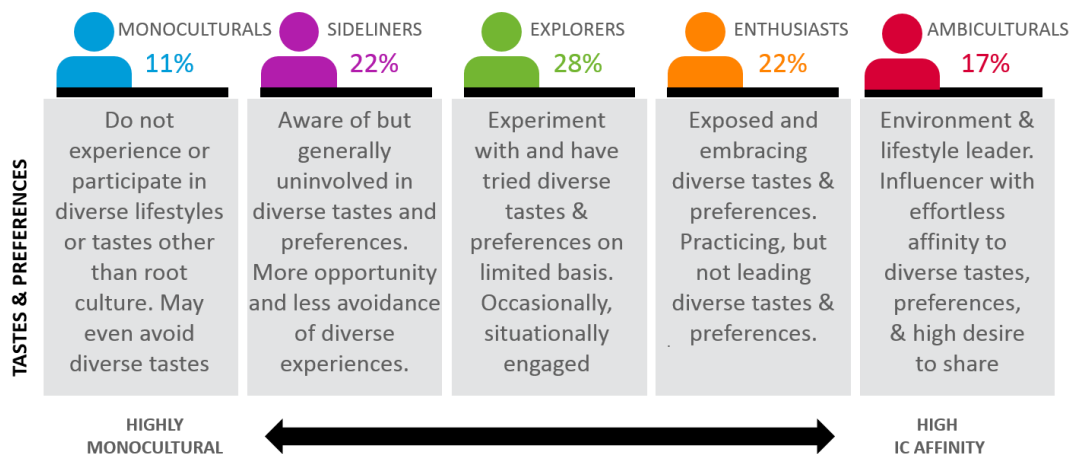 MONOCULTURALS
11%
SIDELINERS
22%
EXPLORERS
28%
ENTHUSIASTS
22%
AMBICULTURALS
17%
TASTES & PREFERENCES
Do not
experience or
participate in
diverse lifestyles
or tastes other
than root
culture. May
even avoid
diverse tastes
Aware of but
generally
uninvolved in
diverse tastes and
preferences.
More opportunity
and less avoidance
of diverse
experiences.
Experiment
with and have
tried diverse
tastes &
preferences on
limited basis.
Occasionally,
situationally
engaged
Exposed and
embracing
diverse tastes &
preferences.
Practicing, but
not leading
diverse tastes &
preferences.
.
Environment &
lifestyle leader.
Influencer with
effortless
affinity to
diverse tastes,
preferences,
& high desire
to share
HIGHLY
MONOCULTURAL
HIGH
IC AFFINITY